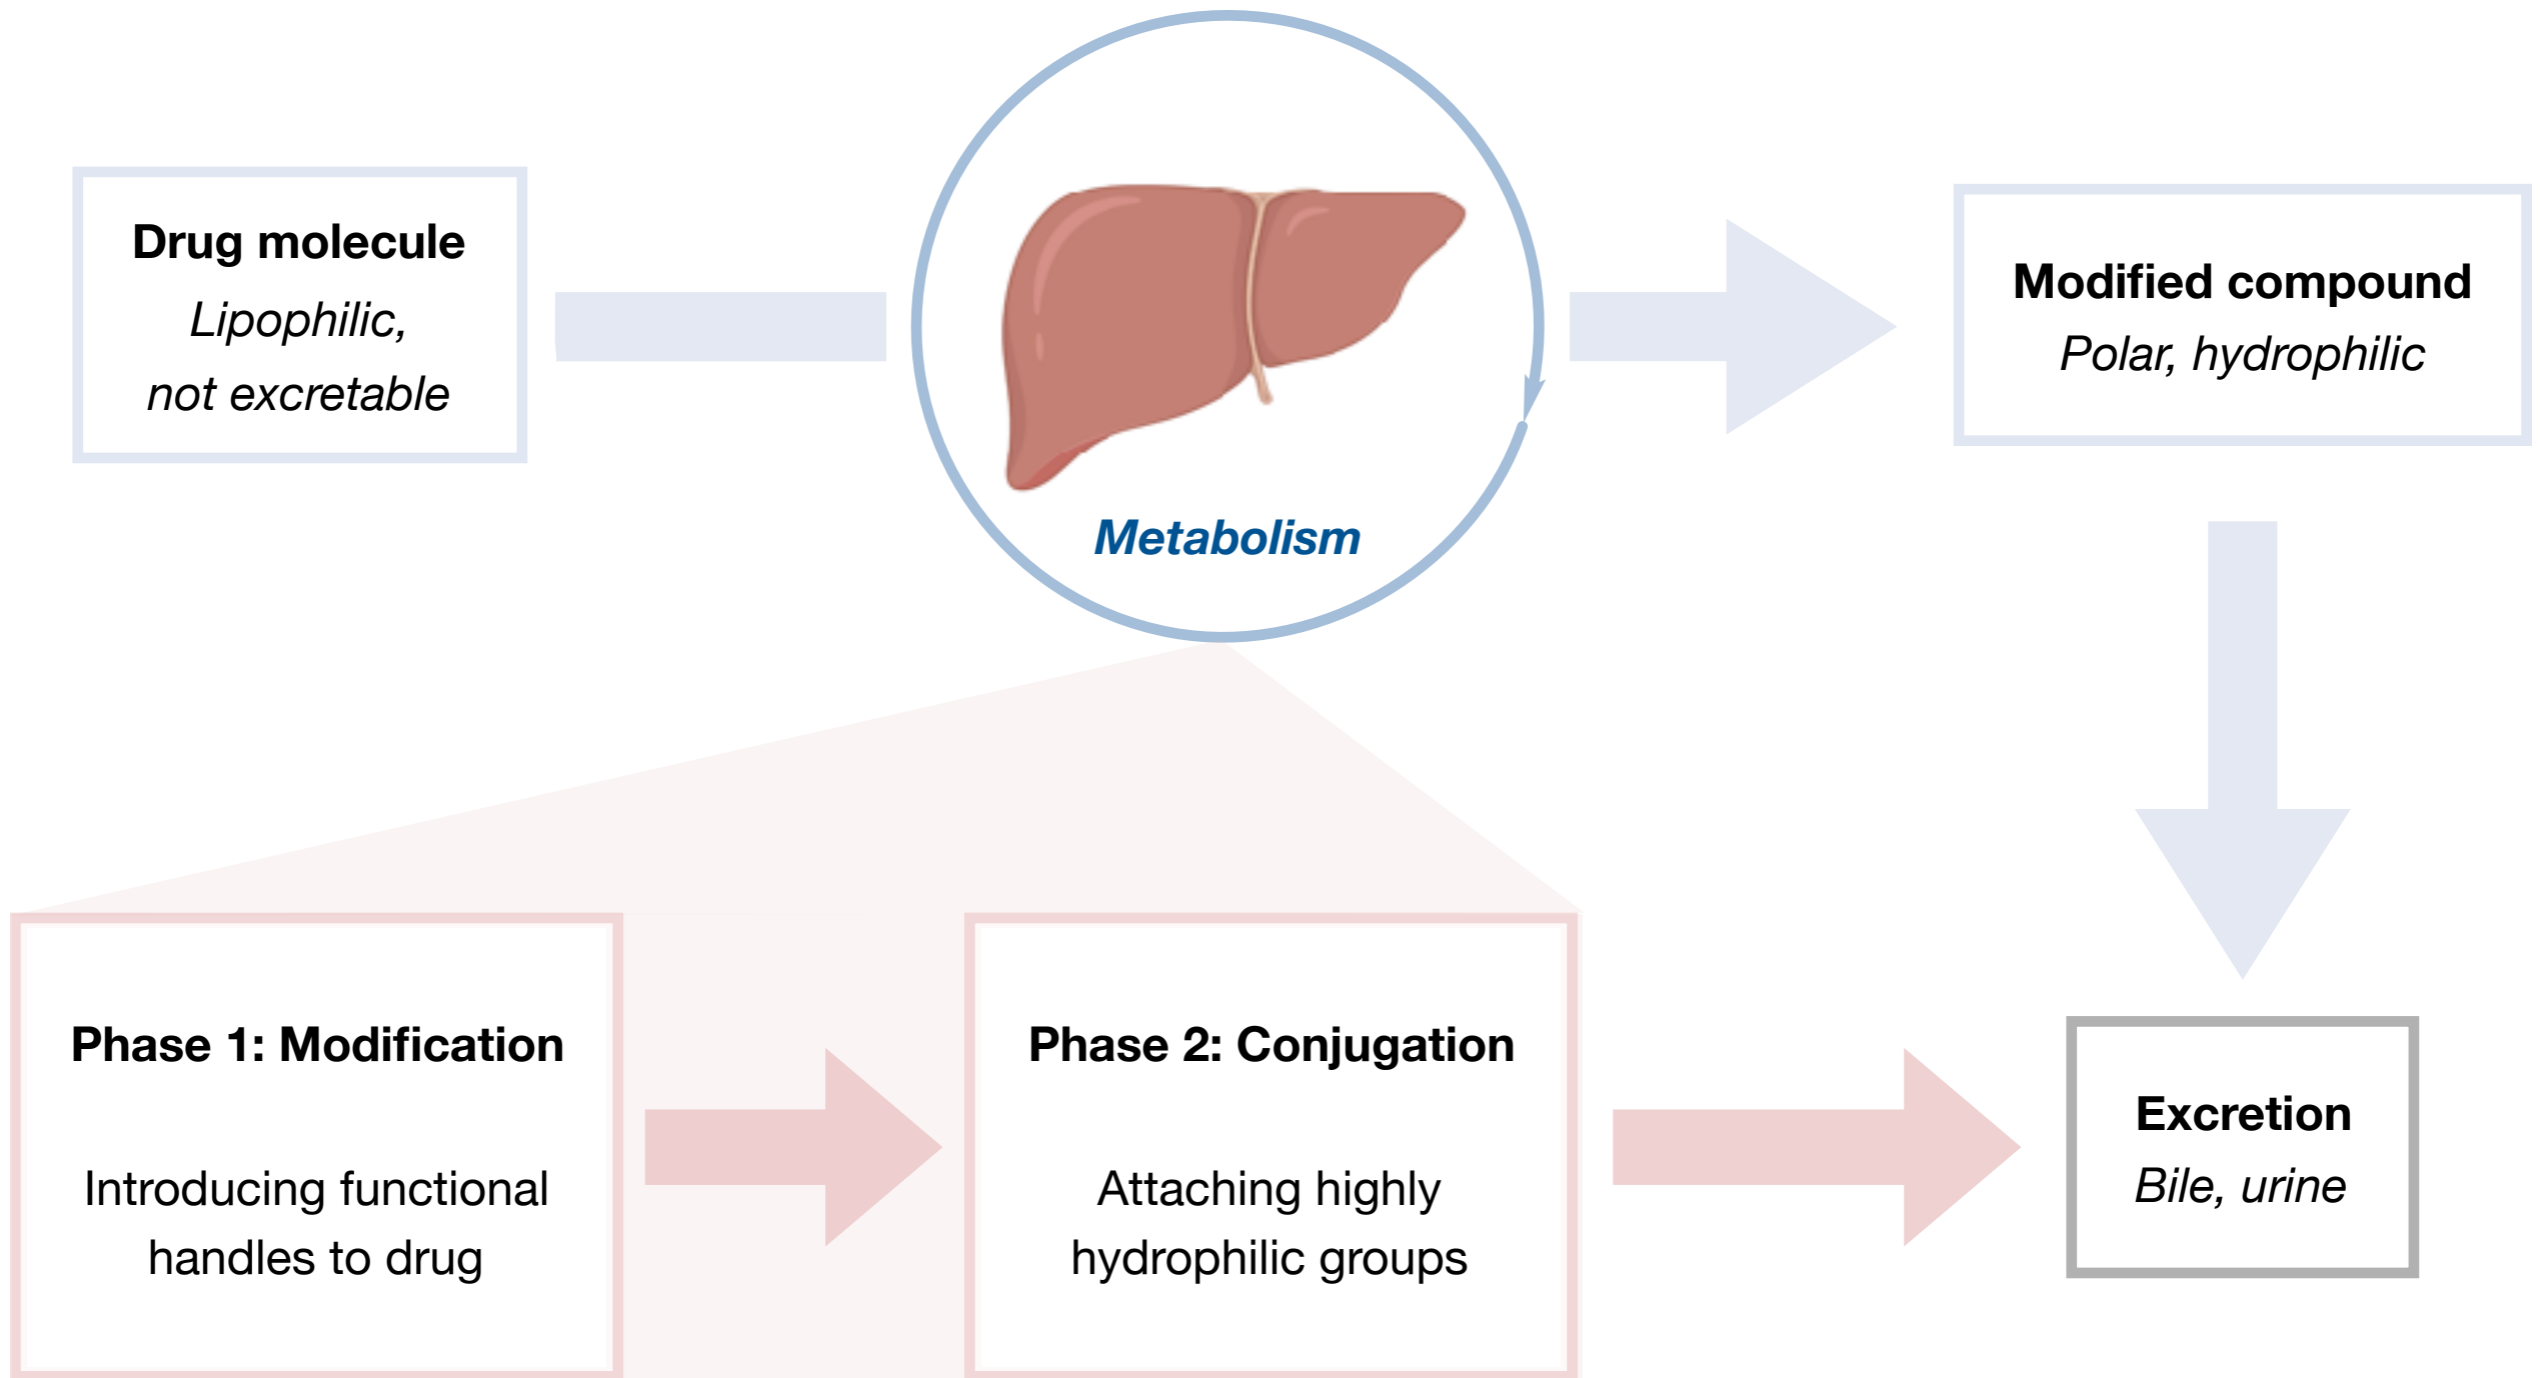 Drug molecule
Lipophilic,
not excretable
Metabolism
Modified compound
Polar, hydrophilic
Phase 1: Modification
Introducing functional
handles to drug
Phase 2: Conjugation
Attaching highly
hydrophilic groups
Excretion
Bile, urine